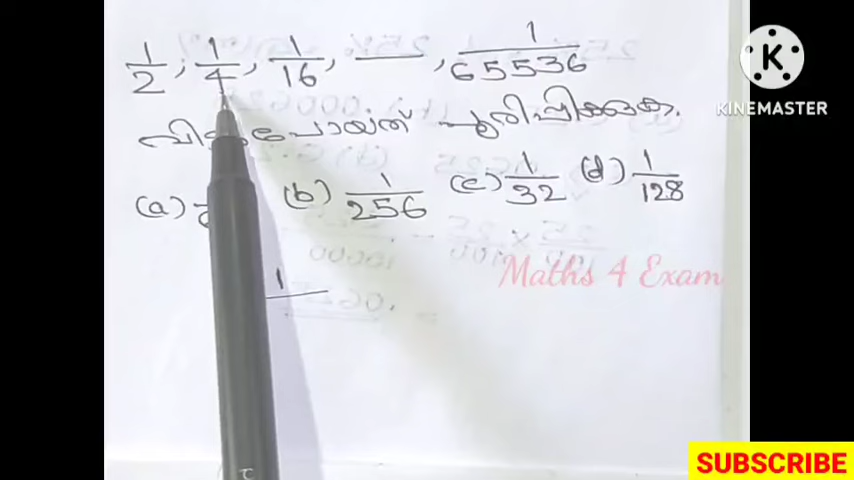 1/2, 1/4, 1/16, ___, 1/65536
പോയത് പൂരിപ്പിക്കുക.
(a) (b) 1/256 (c) 1/32 (d) 1/128
1
Maths 4 Exam
K
KINEMASTER
SUBSCRIBE